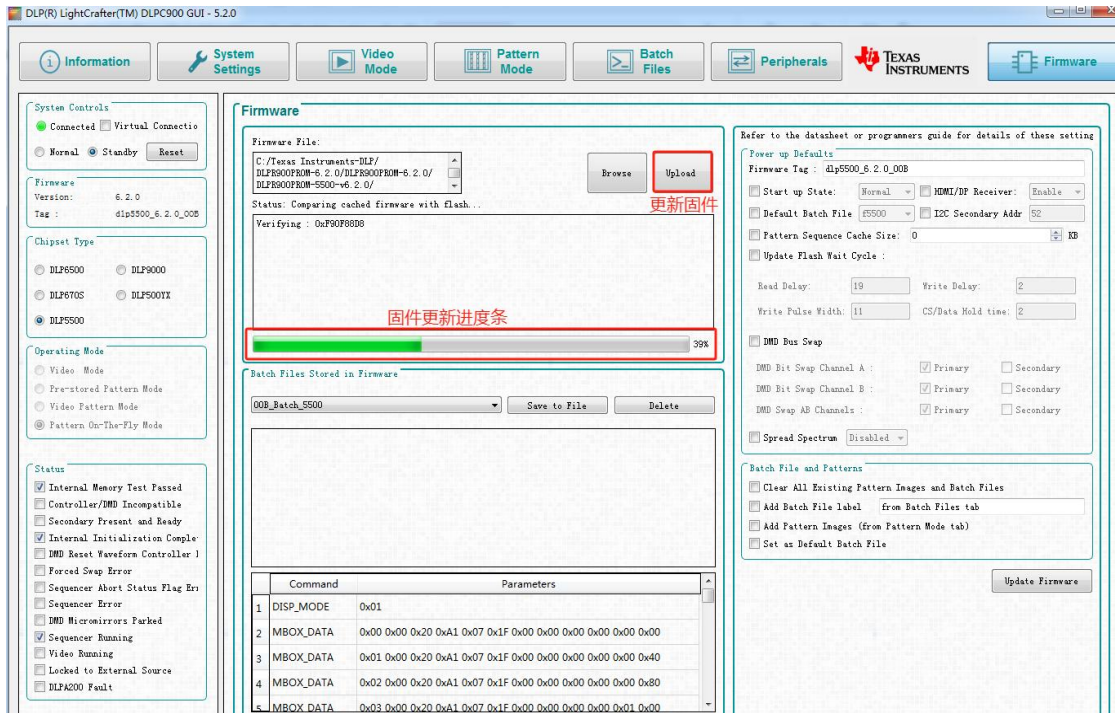 DLP(R) LightCrafter(TM) DLPC900 GUI - 5.2.0
Information
System Settings
Video Mode
Pattern Mode
Batch Files
Peripherals
TEXAS INSTRUMENTS
Firmware
System Controls
Connected Virtual Connectio
Normal Standby Reset
Firmware
Version: 6.2.0
Tag : dlp5500_6.2.0_00B
Chipset Type
DLP6500 DLP9000
DLP670S DLP500YX
DLP5500
Operating Mode
Video Mode
Pre-stored Pattern Mode
Video Pattern Mode
Pattern On-The-Fly Mode
Status
Internal Memory Test Passed
Controller/DMD Incompatible
Secondary Present and Ready
Internal Initialization Comple
DMD Reset Waveform Controller
Forced Swap Error
Sequencer Abort Status Flag Err
Sequencer Error
DMD Micromirrors Parked
Sequencer Running
Video Running
Locked to External Source
DLPA200 Fault
Firmware
Firmware File:
C:/Texas Instruments-DLP/
DLPR900PROM-6.2.0/DLPR900PROM-6.2.0/
DLPR900PROM-5500-v6.2.0/
Browse
Upload
更新固件
Status: Comparing cached firmware with flash...
Verifying : 0xF90F88D8
固件更新进度条
39%
Batch Files Stored in Firmware
00B_Batch_5500
Save to File
Delete
Command Parameters
1 DISP_MODE 0x01
2 MBOX_DATA 0x00 0x00 0x20 0xA1 0x07 0x1F 0x00 0x00 0x00 0x00 0x00 0x00
3 MBOX_DATA 0x01 0x00 0x20 0xA1 0x07 0x1F 0x00 0x00 0x00 0x00 0x00 0x40
4 MBOX_DATA 0x02 0x00 0x20 0xA1 0x07 0x1F 0x00 0x00 0x00 0x00 0x00 0x80
5 MBOX_DATA 0x03 0x00 0x20 0xA1 0x07 0x1F 0x00 0x00 0x00 0x00 0x01 0x00
Refer to the datasheet or programmers guide for details of these setting
Power up Defaults
Firmware Tag : dlp5500_6.2.0_00B
Start up State: Normal HDMI/DP Receiver: Enable
Default Batch File f5500 I2C Secondary Addr 52
Pattern Sequence Cache Size: 0 KB
Update Flash Wait Cycle :
Read Delay: 19 Write Delay: 2
Write Pulse Width: 11 CS/Data Hold time: 2
DMD Bus Swap
DMD Bit Swap Channel A : Primary Secondary
DMD Bit Swap Channel B : Primary Secondary
DMD Swap AB Channels : Primary Secondary
Spread Spectrum Disabled
Batch File and Patterns
Clear All Existing Pattern Images and Batch Files
Add Batch File label from Batch Files tab
Add Pattern Images (from Pattern Mode tab)
Set as Default Batch File
Update Firmware